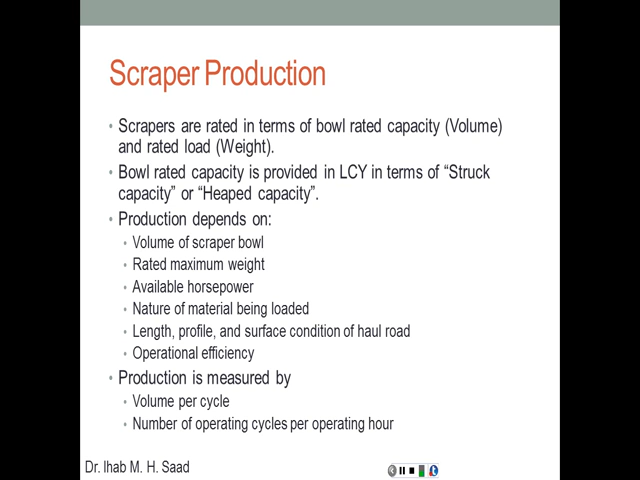 Scraper Production
• Scrapers are rated in terms of bowl rated capacity (Volume)
and rated load (Weight).
• Bowl rated capacity is provided in LCY in terms of “Struck
capacity” or “Heaped capacity”.
• Production depends on:
• Volume of scraper bowl
• Rated maximum weight
• Available horsepower
• Nature of material being loaded
• Length, profile, and surface condition of haul road
• Operational efficiency
• Production is measured by
• Volume per cycle
• Number of operating cycles per operating hour
Dr. Ihab M. H. Saad